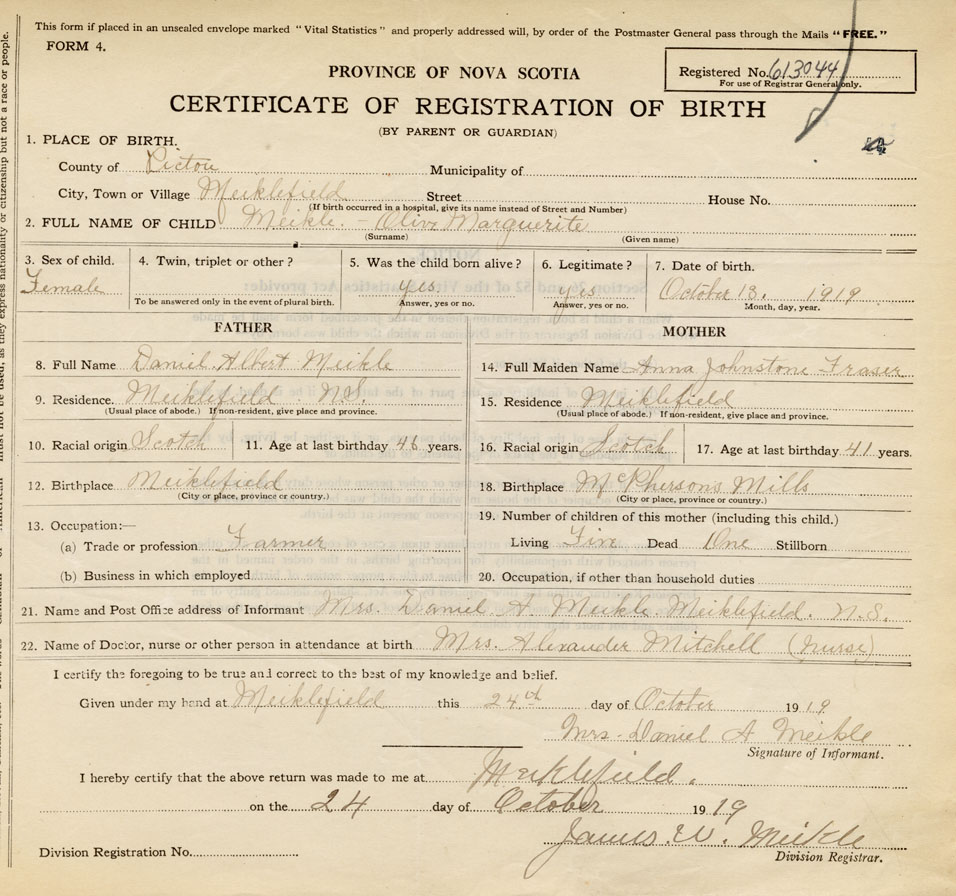 This form if placed in an unsealed envelope marked "Vital Statistics" and properly addressed will, by order of the Postmaster General pass through the Mails "FREE."
FORM 4.
PROVINCE OF NOVA SCOTIA
Registered No. 613044
For use of Registrar General only.
CERTIFICATE OF REGISTRATION OF BIRTH
(BY PARENT OR GUARDIAN)
1. PLACE OF BIRTH.
County of Pictou Municipality of
City, Town or Village Meiklefield Street House No.
(If birth occurred in a hospital, give its name instead of Street and Number)
2. FULL NAME OF CHILD Meikle. Olive Marguerite
(Surname) (Given name)
3. Sex of child. 4. Twin, triplet or other? 5. Was the child born alive? 6. Legitimate? 7. Date of birth.
Female yes. yes October 13. 1919
To be answered only in the event of plural birth. Answer, yes or no. Answer, yes or no. Month, day, year.
FATHER MOTHER
8. Full Name Daniel Albert Meikle 14. Full Maiden Name Anna Johnstone Fraser
9. Residence. Meiklefield N.S. 15. Residence Meiklefield
(Usual place of abode.) If non-resident, give place and province. (Usual place of abode.) If non-resident, give place and province.
10. Racial origin Scotch 11. Age at last birthday 46 years. 16. Racial origin Scotch 17. Age at last birthday 41 years.
12. Birthplace Meiklefield 18. Birthplace McPhersons Mills
(City or place, province or country.) (City or place, province or country.)
13. Occupation:— 19. Number of children of this mother (including this child.)
(a) Trade or profession Farmer Living Five Dead One Stillborn
(b) Business in which employed 20. Occupation, if other than household duties
21. Name and Post Office address of Informant Mrs. Daniel A. Meikle Meiklefield. N.S.
22. Name of Doctor, nurse or other person in attendance at birth Mrs. Alexander Mitchell (Nurse)
I certify the foregoing to be true and correct to the best of my knowledge and belief.
Given under my hand at Meiklefield this 24th day of October 1919
Mrs. Daniel A Meikle
Signature of Informant.
I hereby certify that the above return was made to me at Meiklefield.
on the 24 day of October 1919
James W. Meikle
Division Registrar.
Division Registration No.